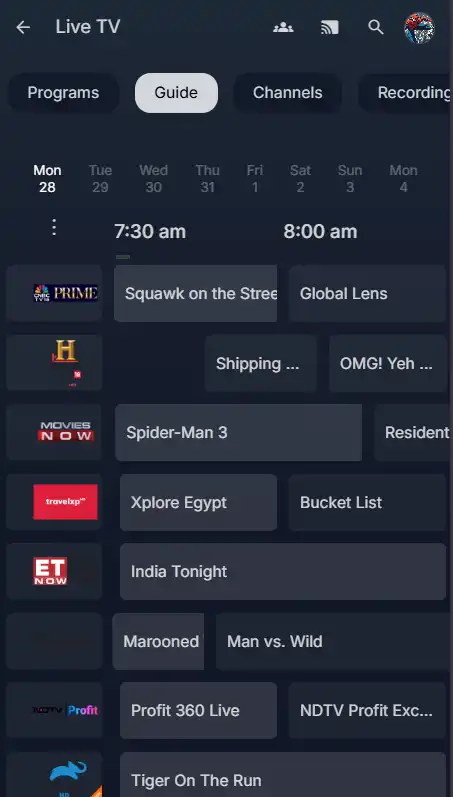 Live TV
Programs Guide Channels Recording
Mon Tue Wed Thu Fri Sat Sun Mon
28 29 30 31 1 2 3 4
7:30 am 8:00 am
CNBC TV18 PRIME Squawk on the Stree Global Lens
H Shipping ... OMG! Yeh ...
MOVIES NOW Spider-Man 3 Resident
travelxp Xplore Egypt Bucket List
ET NOW India Tonight
Marooned Man vs. Wild
NDTV Profit Profit 360 Live NDTV Profit Exc...
HD Tiger On The Run